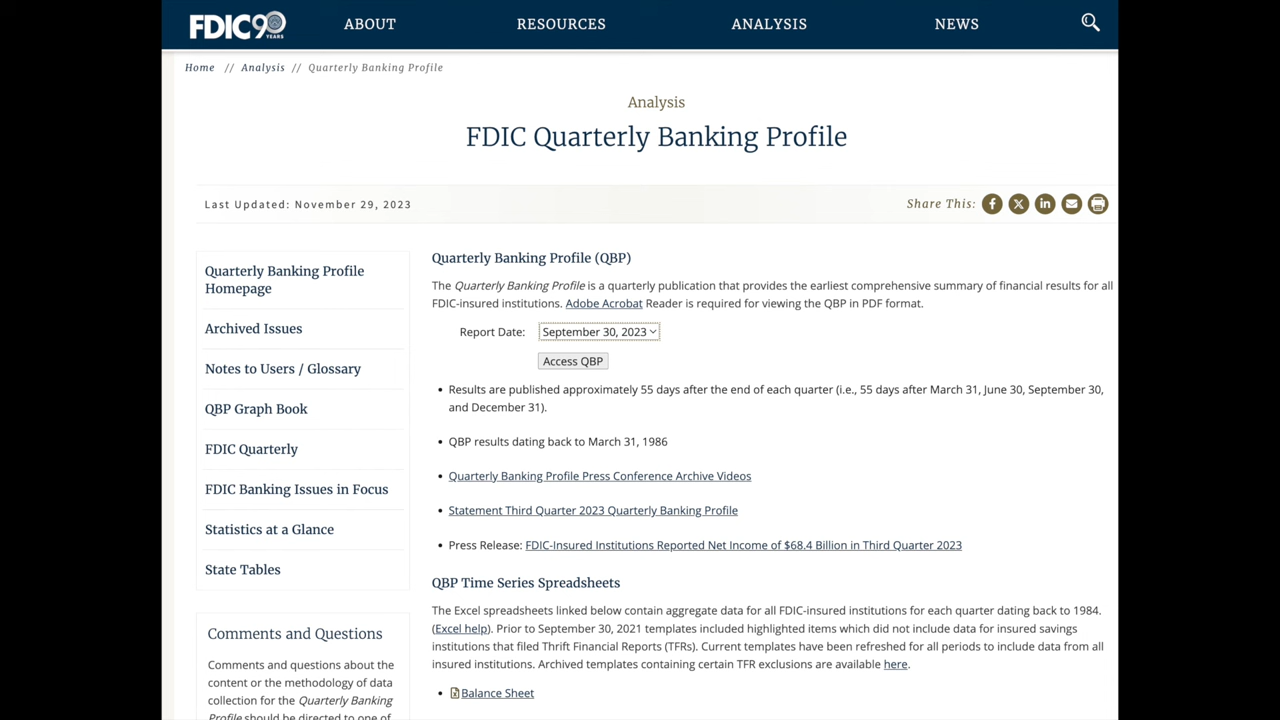 FDIC 90 YEARS
ABOUT
RESOURCES
ANALYSIS
NEWS
Home // Analysis // Quarterly Banking Profile
Analysis
FDIC Quarterly Banking Profile
Last Updated: November 29, 2023
Share This:
Quarterly Banking Profile
Homepage
Archived Issues
Notes to Users / Glossary
QBP Graph Book
FDIC Quarterly
FDIC Banking Issues in Focus
Statistics at a Glance
State Tables
Comments and Questions
Comments and questions about the
content or the methodology of data
collection for the Quarterly Banking
Profile should be directed to one of
Quarterly Banking Profile (QBP)
The Quarterly Banking Profile is a quarterly publication that provides the earliest comprehensive summary of financial results for all
FDIC-insured institutions. Adobe Acrobat Reader is required for viewing the QBP in PDF format.
Report Date: September 30, 2023
Access QBP
• Results are published approximately 55 days after the end of each quarter (i.e., 55 days after March 31, June 30, September 30,
and December 31).
• QBP results dating back to March 31, 1986
• Quarterly Banking Profile Press Conference Archive Videos
• Statement Third Quarter 2023 Quarterly Banking Profile
• Press Release: FDIC-Insured Institutions Reported Net Income of $68.4 Billion in Third Quarter 2023
QBP Time Series Spreadsheets
The Excel spreadsheets linked below contain aggregate data for all FDIC-insured institutions for each quarter dating back to 1984.
(Excel help). Prior to September 30, 2021 templates included highlighted items which did not include data for insured savings
institutions that filed Thrift Financial Reports (TFRs). Current templates have been refreshed for all periods to include data from all
insured institutions. Archived templates containing certain TFR exclusions are available here.
• Balance Sheet